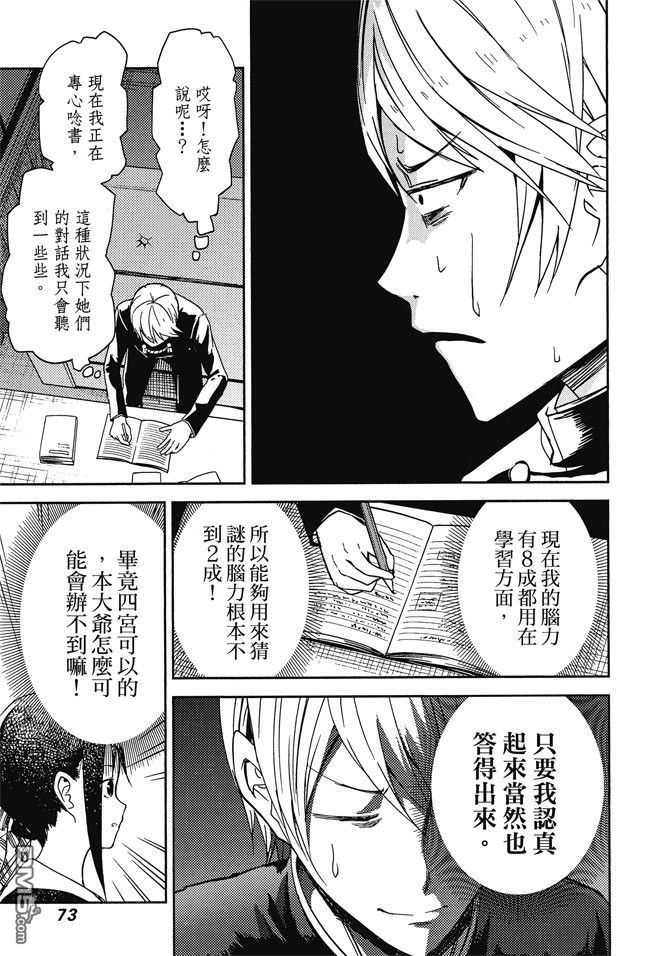 哎呀！怎麼
說呢…？
現在我正在
專心唸書，
這種狀況下她們
的對話我只會聽
到一些些。
現在我的腦力
有8成都用在
學習方面，
所以能夠用來猜
謎的腦力根本不
到2成！
畢竟四宮可以的
，本大爺怎麼可
能會辦不到嘛！
只要我認真
起來當然也
答得出來。
73
DM5